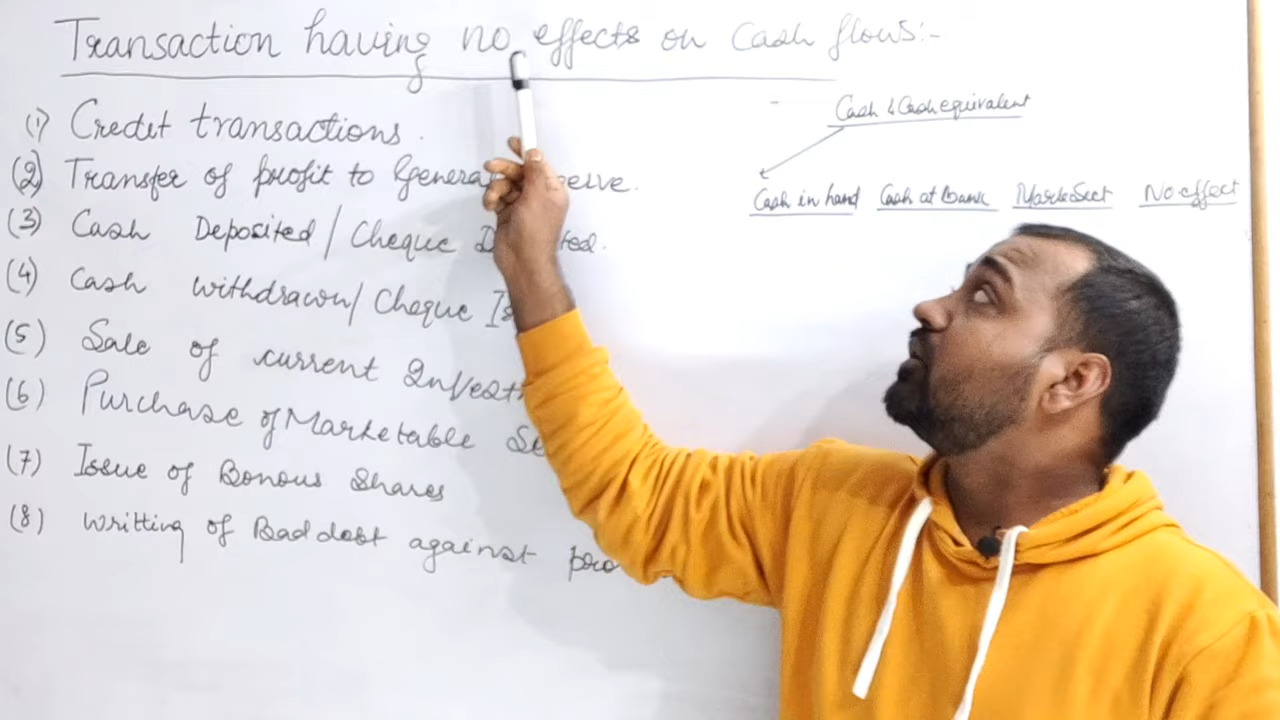 Transaction having no effects on Cash flows:-
(1) Credit transactions.
(2) Transfer of profit to General
(3) Cash Deposited / Cheque
(4) Cash withdrawn / Cheque
(5) Sale of current
(6) Purchase of Marketable
(7) Issue of Bonous Shares
(8) writting of Bad debt against
Cash & Cash equivalent
Cash in hand Cash at Bank Mark Sect No effect